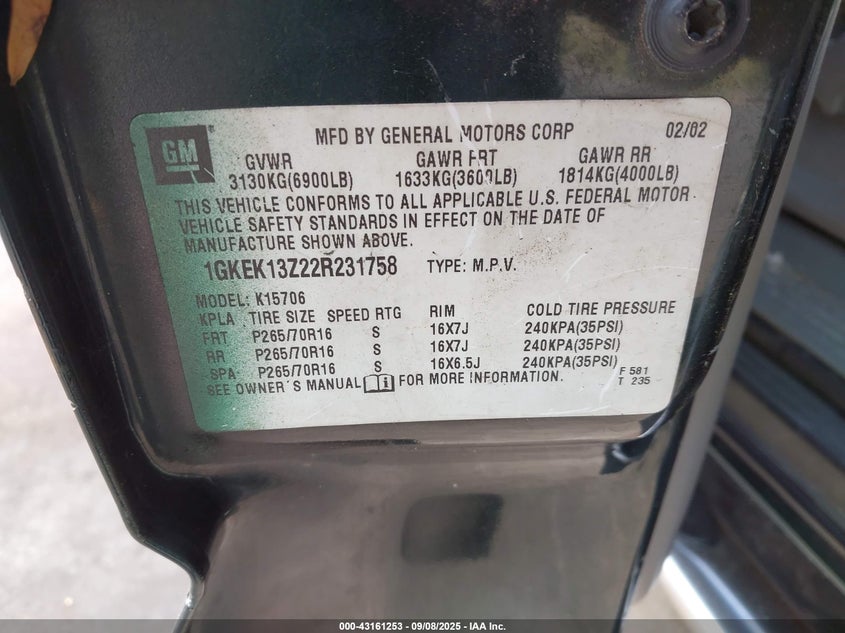 GM
MFD BY GENERAL MOTORS CORP 02/02
GVWR GAWR FRT GAWR RR
3130KG(6900LB) 1633KG(3600LB) 1814KG(4000LB)
THIS VEHICLE CONFORMS TO ALL APPLICABLE U.S. FEDERAL MOTOR
VEHICLE SAFETY STANDARDS IN EFFECT ON THE DATE OF
MANUFACTURE SHOWN ABOVE.
1GKEK13Z22R231758 TYPE: M.P.V.
MODEL: K15706
KPLA TIRE SIZE SPEED RTG RIM COLD TIRE PRESSURE
FRT P265/70R16 S 16X7J 240KPA(35PSI)
RR P265/70R16 S 16X7J 240KPA(35PSI)
SPA P265/70R16 S 16X6.5J 240KPA(35PSI)
SEE OWNER'S MANUAL FOR MORE INFORMATION.
F 581
T 235
000-43161253 - 09/08/2025 - IAA Inc.